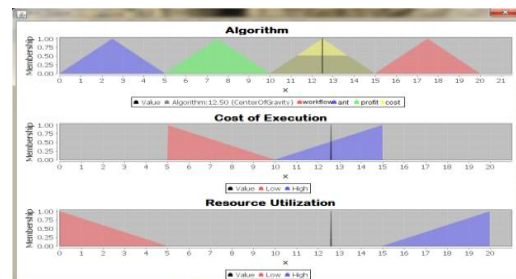 Algorithm
Membership
1.00
0.75
0.50
0.25
0.00
0 1 2 3 4 5 6 7 8 9 10 11 12 13 14 15 16 17 18 19 20 21
x
Value Algorithm:12.50 (CenterOfGravity) workflow ant profit cost
Cost of Execution
Membership
1.00
0.75
0.50
0.25
0.00
0 1 2 3 4 5 6 7 8 9 10 11 12 13 14 15 16 17 18 19 20
x
Value Low High
Resource Utilization
Membership
1.00
0.75
0.50
0.25
0.00
0 1 2 3 4 5 6 7 8 9 10 11 12 13 14 15 16 17 18 19 20
x
Value Low High